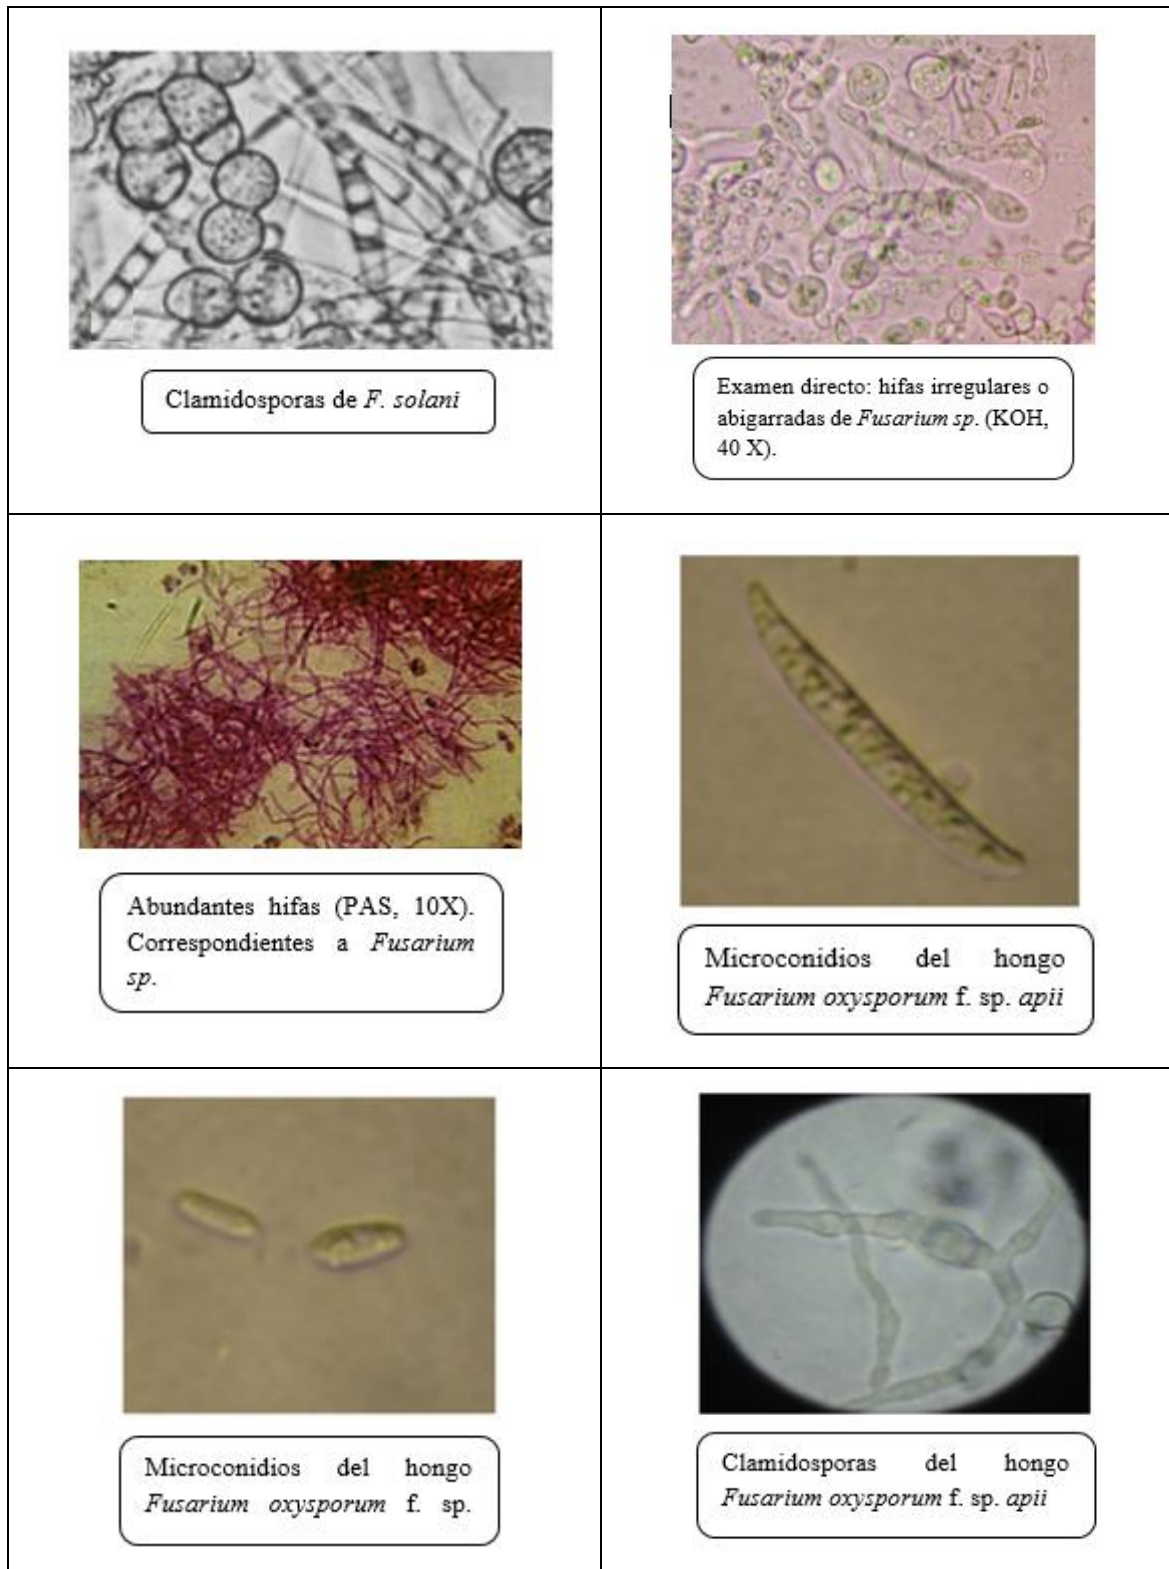 Clamidosporas de F. solani
Examen directo: hifas irregulares o
abigarradas de Fusarium sp. (KOH,
40 X).
Abundantes hifas (PAS, 10X).
Correspondientes a Fusarium
sp.
Microconidios del hongo
Fusarium oxysporum f. sp. apii
Microconidios del hongo
Fusarium oxysporum f. sp.
Clamidosporas del hongo
Fusarium oxysporum f. sp. apii